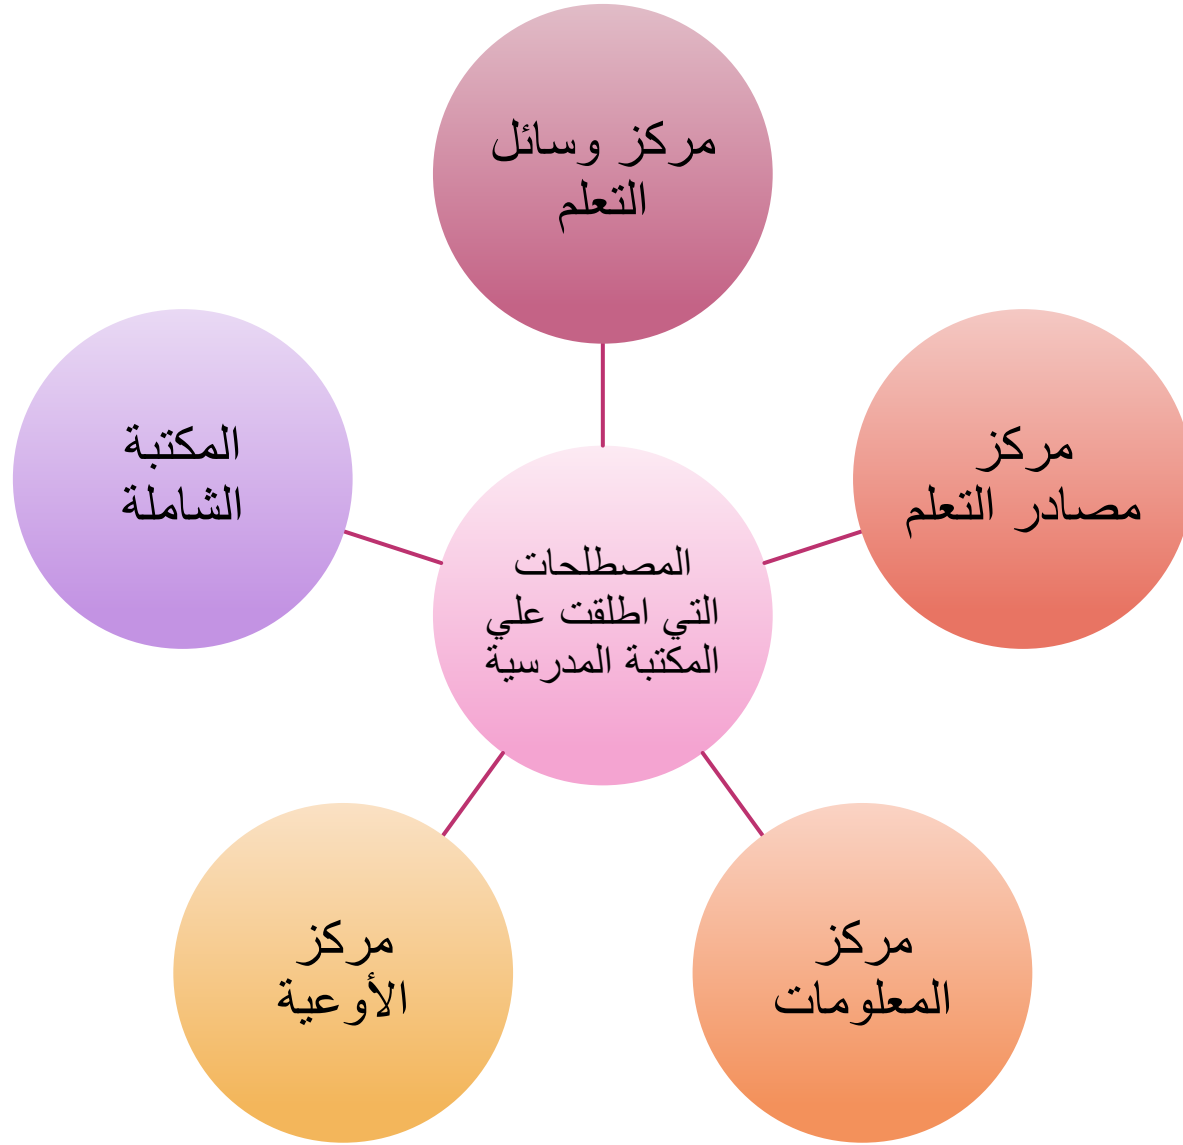 مركز وسائل
التعلم
مركز
مصادر التعلم
المكتبة
الشاملة
المصطلحات
التي اطلقت علي
المكتبة المدرسية
مركز
المعلومات
مركز
الأوعية